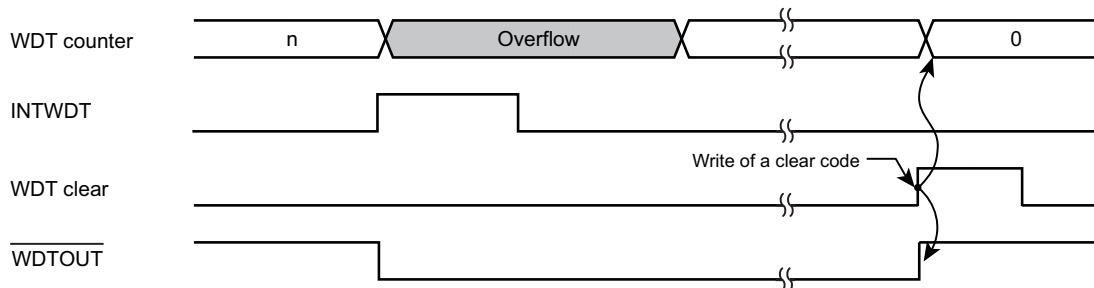 WDT counter
n
Overflow
0
INTWDT
Write of a clear code
WDT clear
WDTOUT